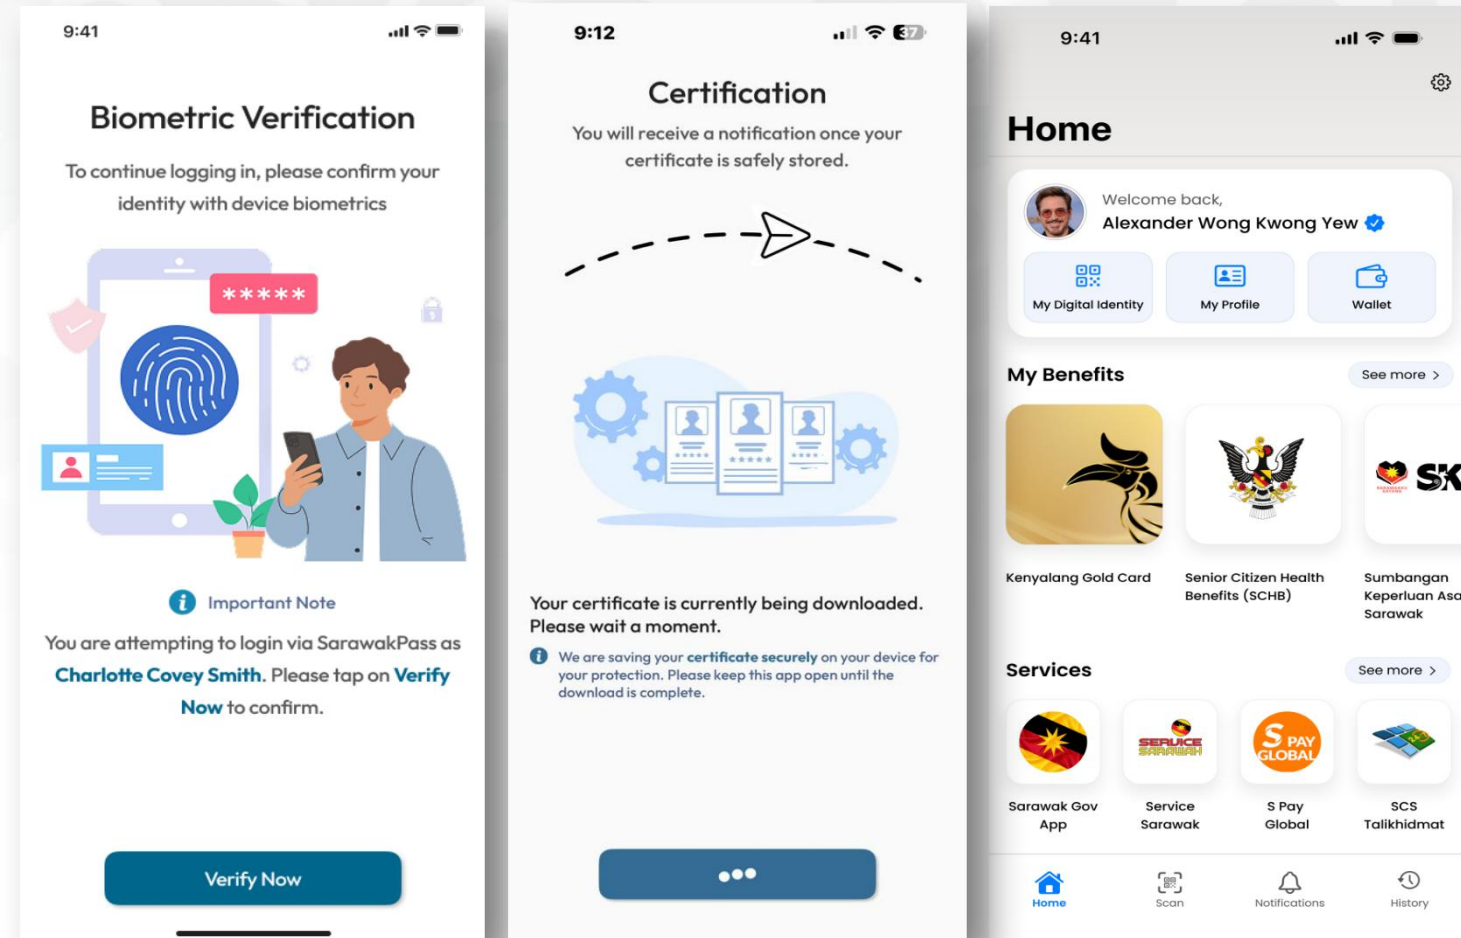 9:41
Biometric Verification
To continue logging in, please confirm your
identity with device biometrics
*****
Important Note
You are attempting to login via SarawakPass as
Charlotte Covey Smith. Please tap on Verify
Now to confirm.
Verify Now
9:12
37
Certification
You will receive a notification once your
certificate is safely stored.
Your certificate is currently being downloaded.
Please wait a moment.
We are saving your certificate securely on your device for
your protection. Please keep this app open until the
download is complete.
9:41
Home
Welcome back,
Alexander Wong Kwong Yew
My Digital Identity
My Profile
Wallet
My Benefits
See more >
SK
Kenyalang Gold Card
Senior Citizen Health
Benefits (SCHB)
Sumbangan
Keperluan Asa
Sarawak
Services
See more >
SERVICE
SARAWAK
S PAY
GLOBAL
Sarawak Gov
App
Service
Sarawak
S Pay
Global
SCS
Talikhidmat
Home
Scan
Notifications
History